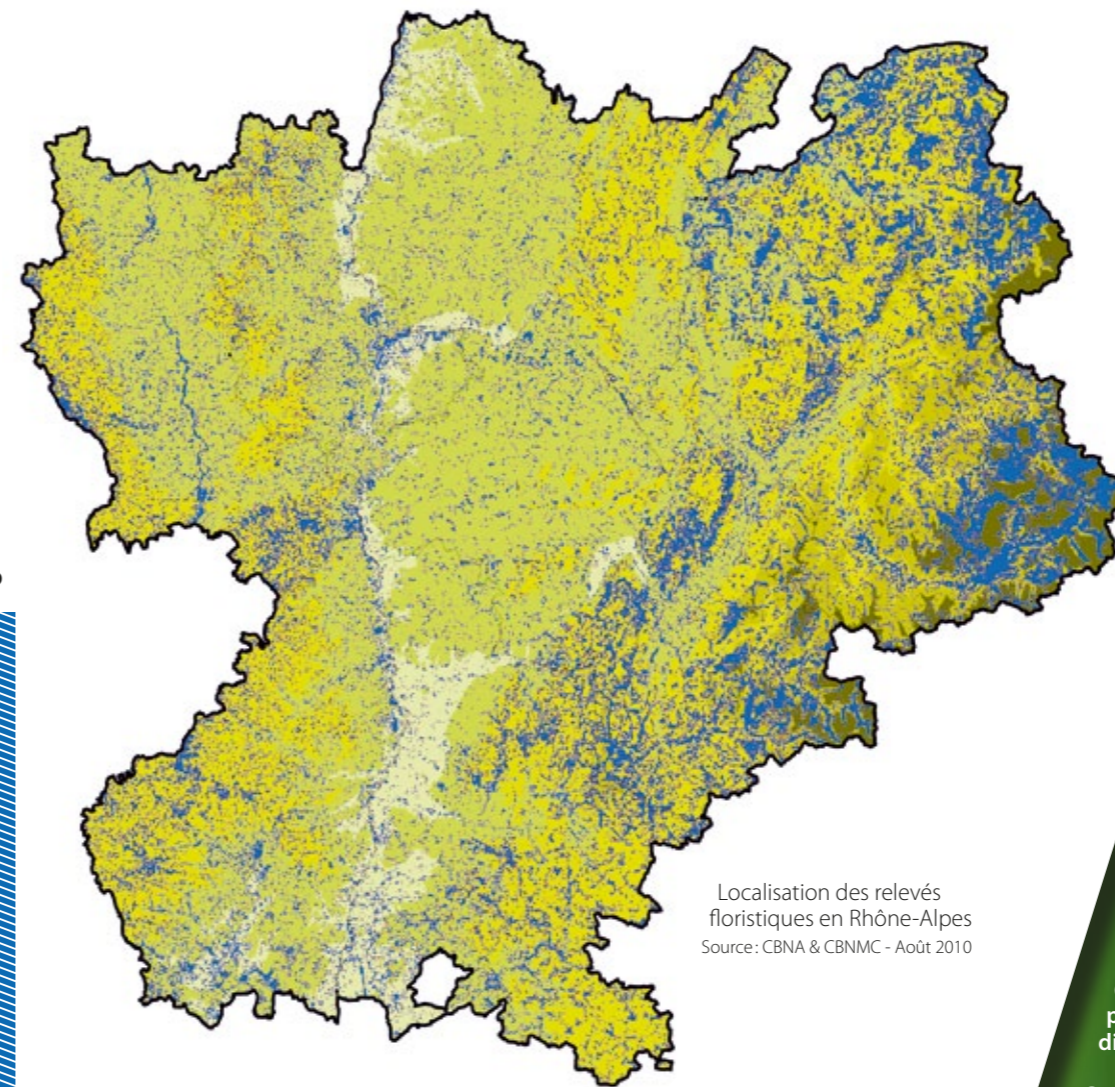 Localisation des relevés
floristiques en Rhône-Alpes
Source : CBNA & CBNMC - Août 2010